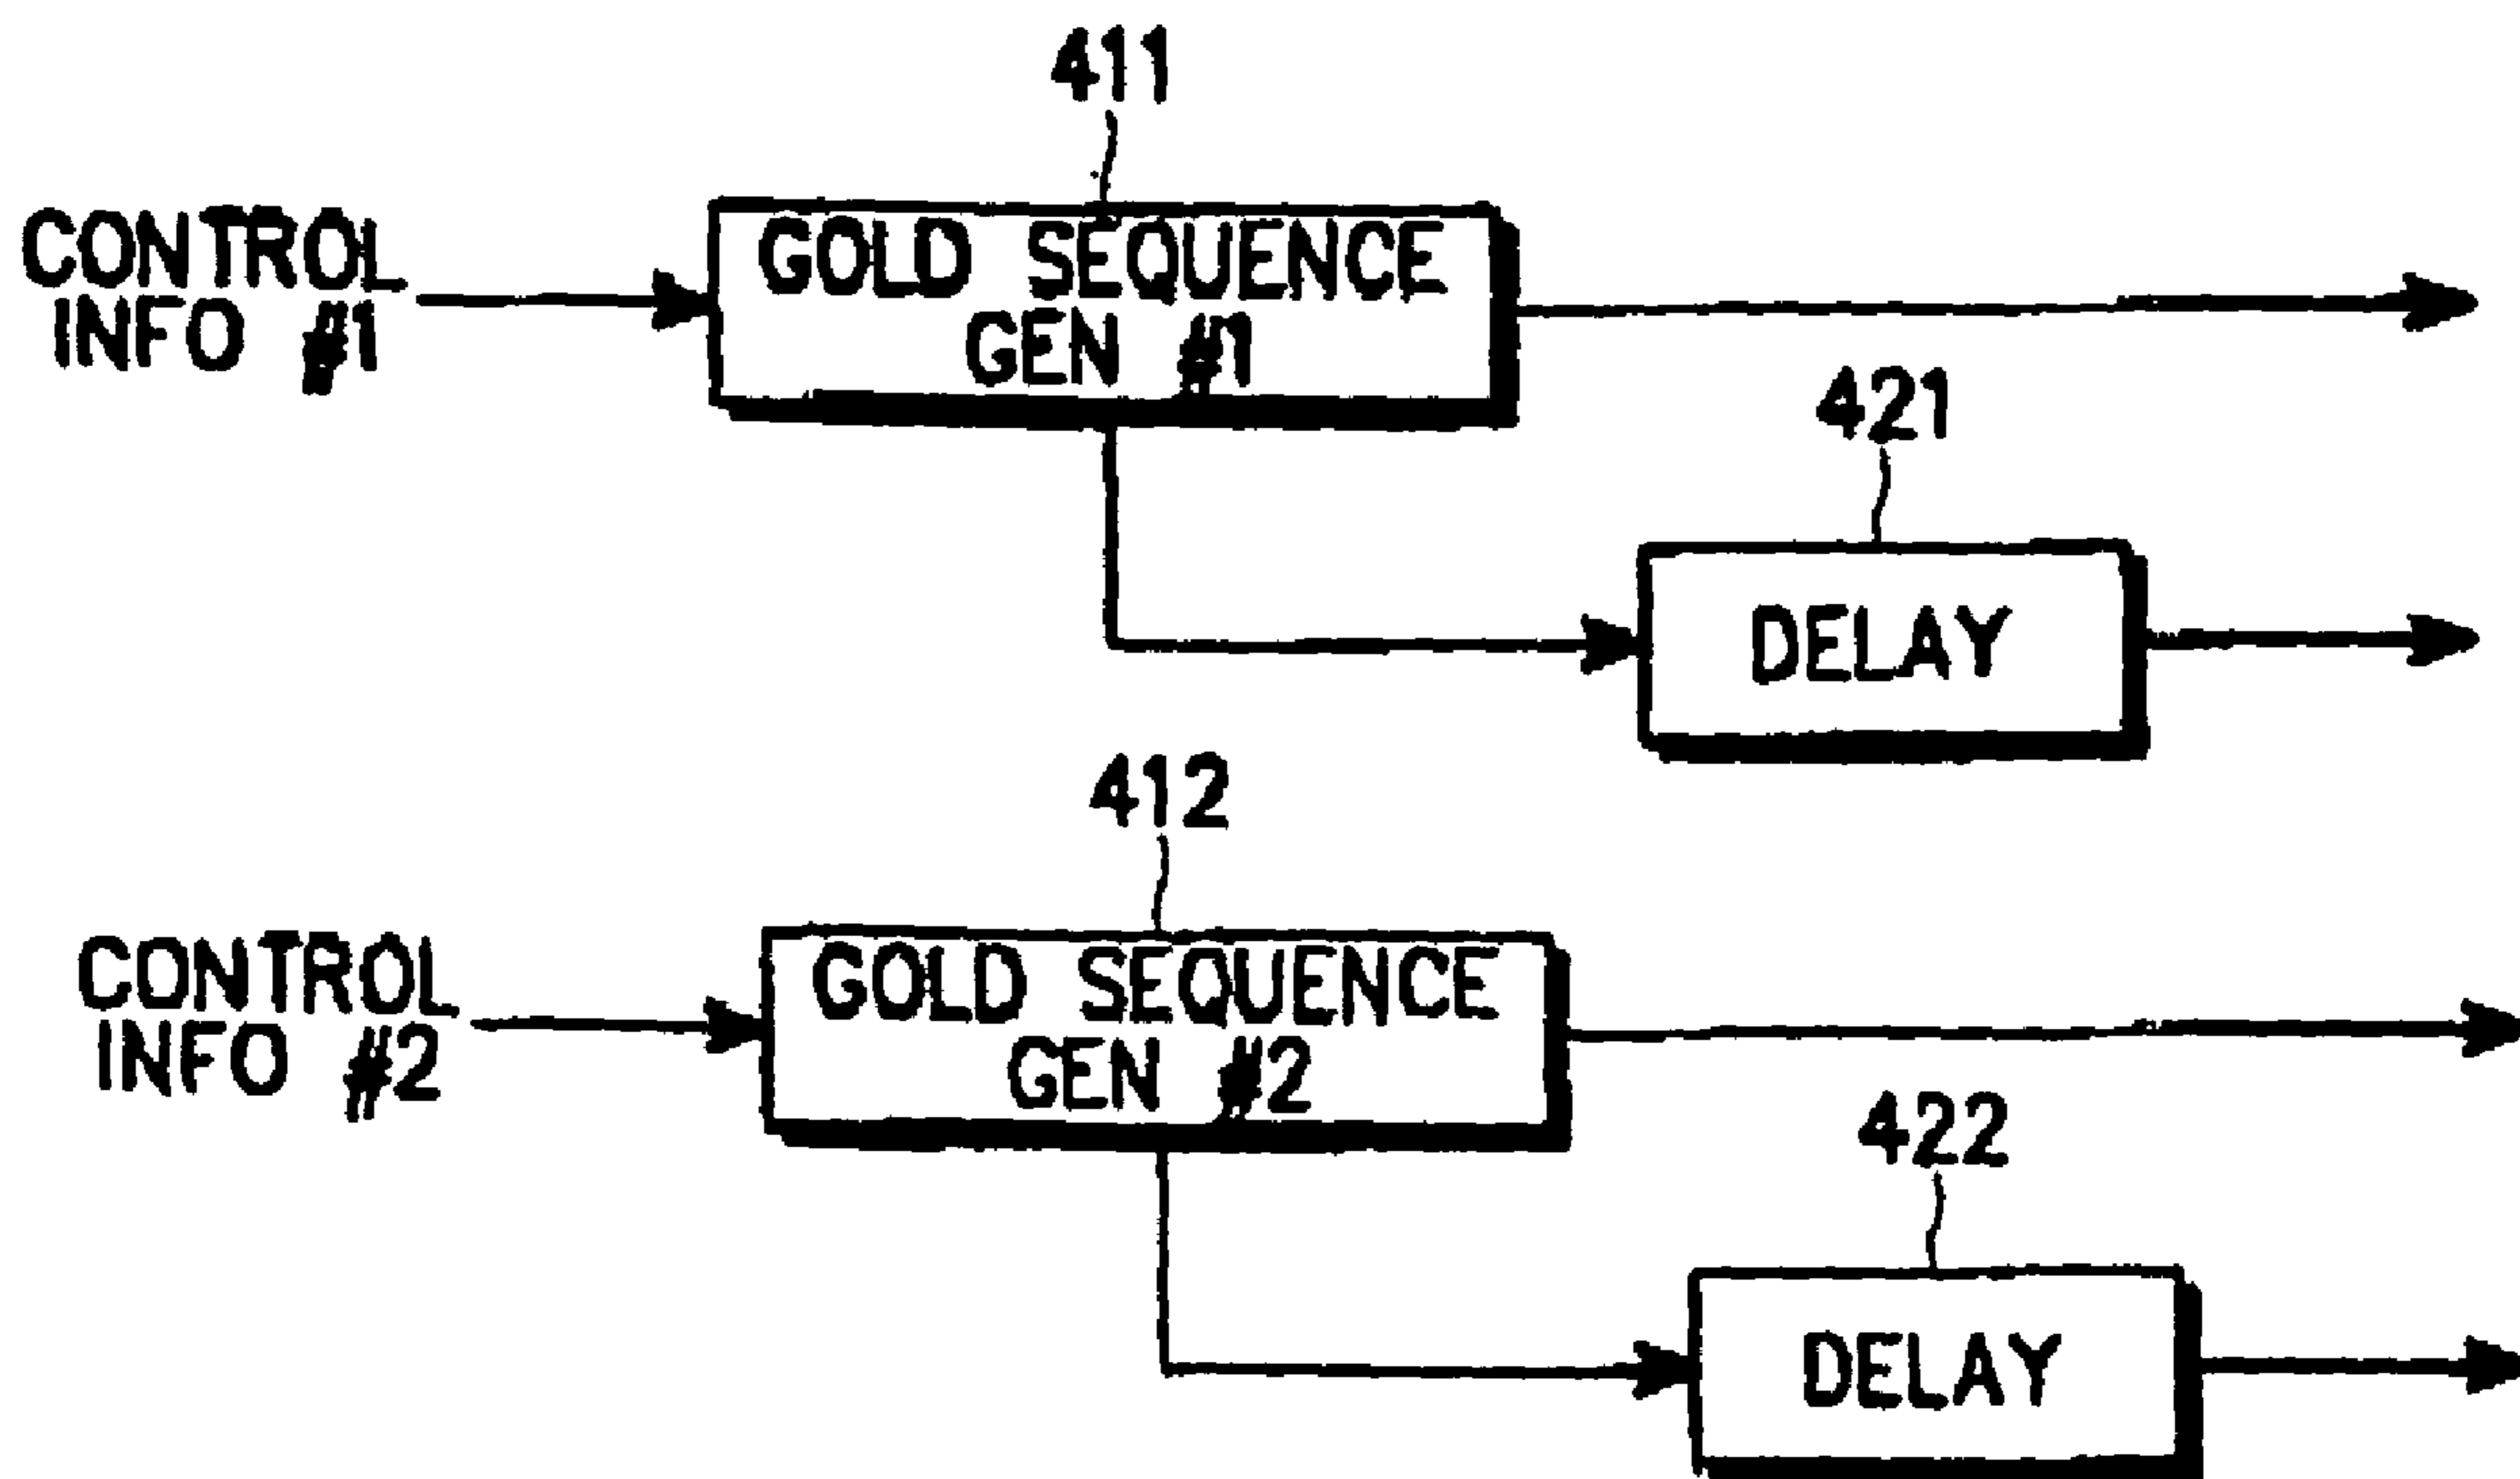 411
CONTROL
INFO #1
GOLD SEQUENCE
GEN #1
421
DELAY
412
CONTROL
INFO #2
GOLD SEQUENCE
GEN #2
422
DELAY